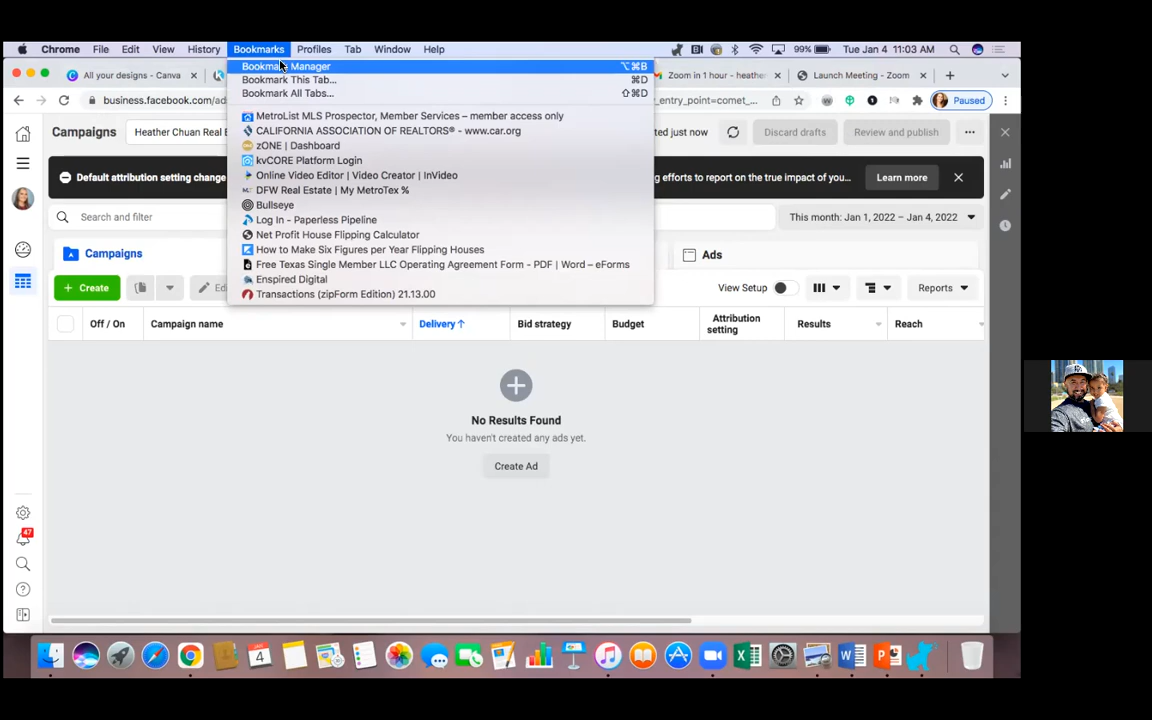 Chrome File Edit View History Bookmarks Profiles Tab Window Help 99% Tue Jan 4 11:03 AM
All your designs - Canva Zoom in 1 hour - heather Launch Meeting - Zoom
business.facebook.com/ad _entry_point=comet_... Paused
Bookmark Manager ⌥⌘B
Bookmark This Tab... ⌘D
Bookmark All Tabs... ⇧⌘D
MetroList MLS Prospector, Member Services – member access only
CALIFORNIA ASSOCIATION OF REALTORS® - www.car.org
zONE | Dashboard
kvCORE Platform Login
Online Video Editor | Video Creator | InVideo
DFW Real Estate | My MetroTex %
Bullseye
Log In - Paperless Pipeline
Net Profit House Flipping Calculator
How to Make Six Figures per Year Flipping Houses
Free Texas Single Member LLC Operating Agreement Form - PDF | Word – eForms
Enspired Digital
Transactions (zipForm Edition) 21.13.00
Campaigns Heather Chuan Real E ted just now Discard drafts Review and publish
Default attribution setting change ng efforts to report on the true impact of you... Learn more
Search and filter This month: Jan 1, 2022 – Jan 4, 2022
Campaigns Ads
+ Create Edi View Setup Reports
Off / On Campaign name Delivery ↑ Bid strategy Budget Attribution setting Results Reach
No Results Found
You haven't created any ads yet.
Create Ad
47
JAN
4